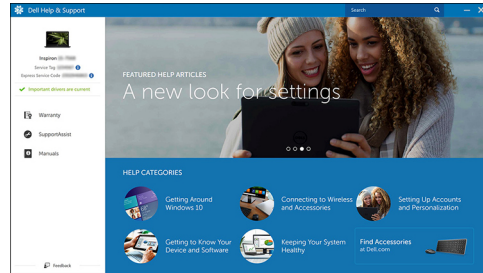 Dell Help & Support
Search
Inspiron
Service Tag
Express Service Code
Important drivers are current
Warranty
SupportAssist
Manuals
Feedback
FEATURED HELP ARTICLES
A new look for settings
HELP CATEGORIES
Getting Around
Windows 10
Connecting to Wireless
and Accessories
Setting Up Accounts
and Personalization
Getting to Know Your
Device and Software
Keeping Your System
Healthy
Find Accessories
at Dell.com